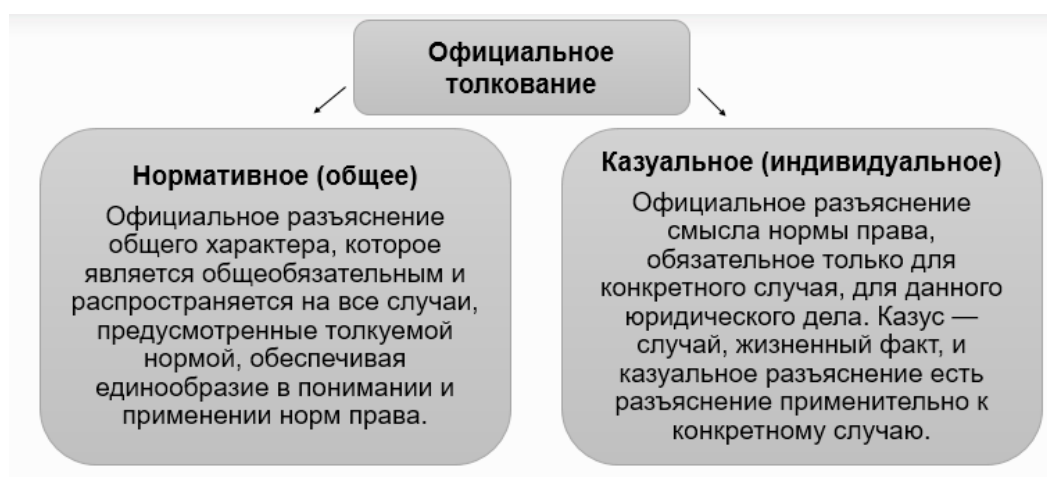 Официальное
толкование
Нормативное (общее)
Официальное разъяснение
общего характера, которое
является общеобязательным и
распространяется на все случаи,
предусмотренные толкуемой
нормой, обеспечивая
единообразие в понимании и
применении норм права.
Казуальное (индивидуальное)
Официальное разъяснение
смысла нормы права,
обязательное только для
конкретного случая, для данного
юридического дела. Казус —
случай, жизненный факт, и
казуальное разъяснение есть
разъяснение применительно к
конкретному случаю.